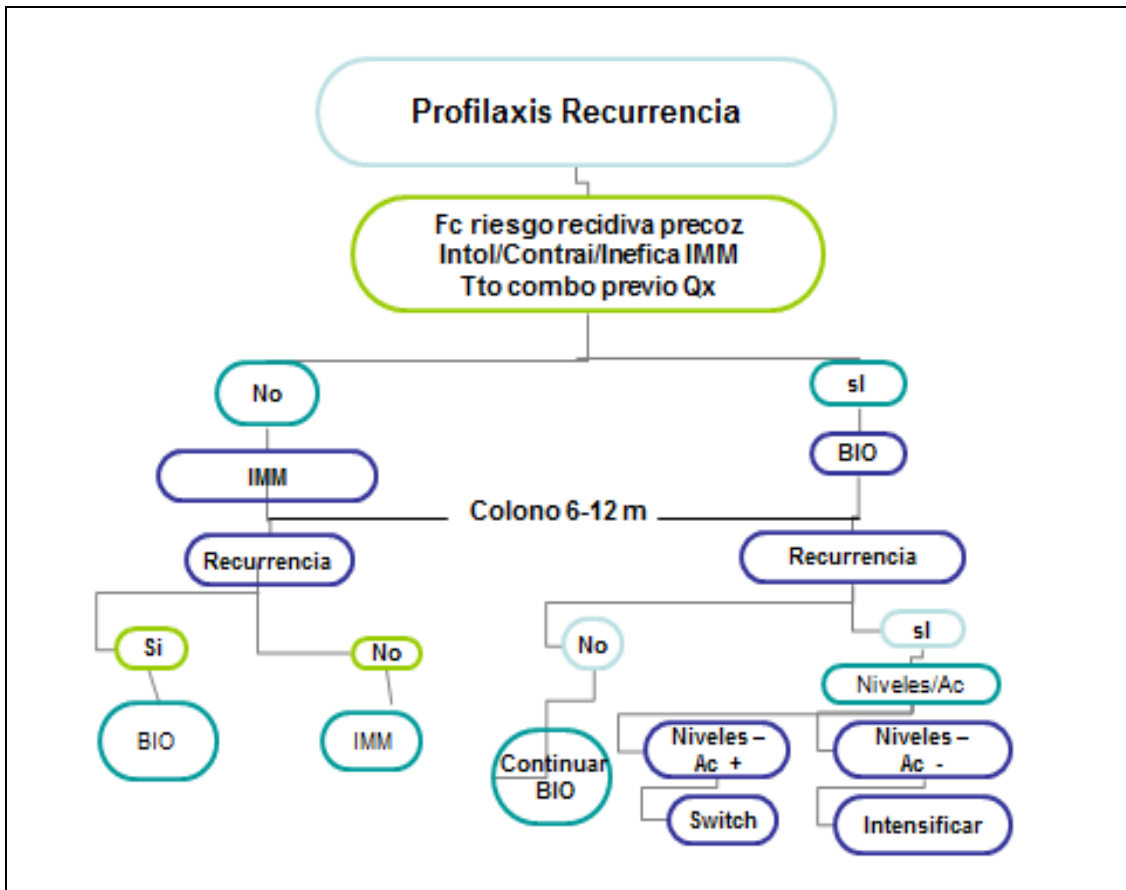 Profilaxis Recurrencia
Fc riesgo recidiva precoz
Intol/Contrai/Inefica IMM
Tto combo previo Qx
No
sI
IMM
BIO
Colono 6-12 m
Recurrencia
Recurrencia
Si
No
No
sI
Niveles/Ac
BIO
IMM
Continuar
BIO
Niveles –
Ac +
Niveles –
Ac -
Switch
Intensificar